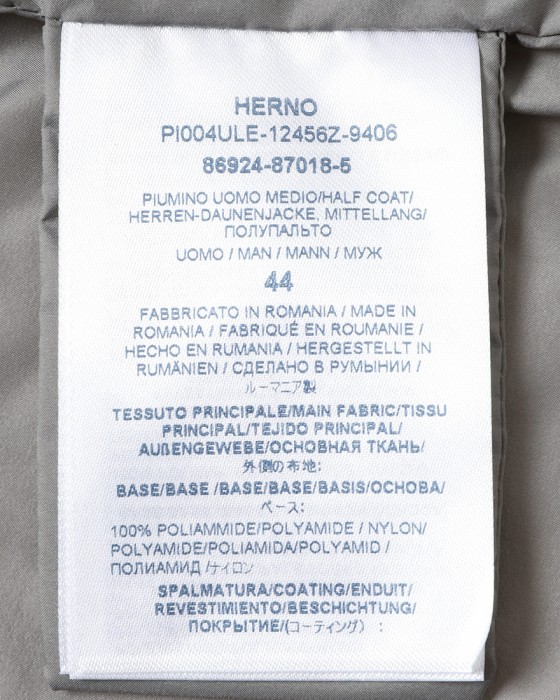 HERNO
PI004ULE-12456Z-9406
86924-87018-5
PIUMINO UOMO MEDIO/HALF COAT/
HERREN-DAUNENJACKE, MITTELLANG/
ПОЛУПАЛЬТО
UOMO / MAN / MANN / МУЖ
44
FABBRICATO IN ROMANIA / MADE IN
ROMANIA / FABRIQUÉ EN ROUMANIE /
HECHO EN RUMANIA / HERGESTELLT IN
RUMÄNIEN / СДЕЛАНО В РУМЫНИИ /
ルーマニア製
TESSUTO PRINCIPALE/MAIN FABRIC/TISSU
PRINCIPAL/TEJIDO PRINCIPAL/
AUßENGEWEBE/ОСНОВНАЯ ТКАНЬ/
外側の布地:
BASE/BASE /BASE/BASE/BASIS/ОСНОВА/
ベース:
100% POLIAMMIDE/POLYAMIDE / NYLON/
POLYAMIDE/POLIAMIDA/POLYAMID /
ПОЛИАМИД /ナイロン
SPALMATURA/COATING/ENDUIT/
REVESTIMIENTO/BESCHICHTUNG/
ПОКРЫТИЕ/(コーティング) :